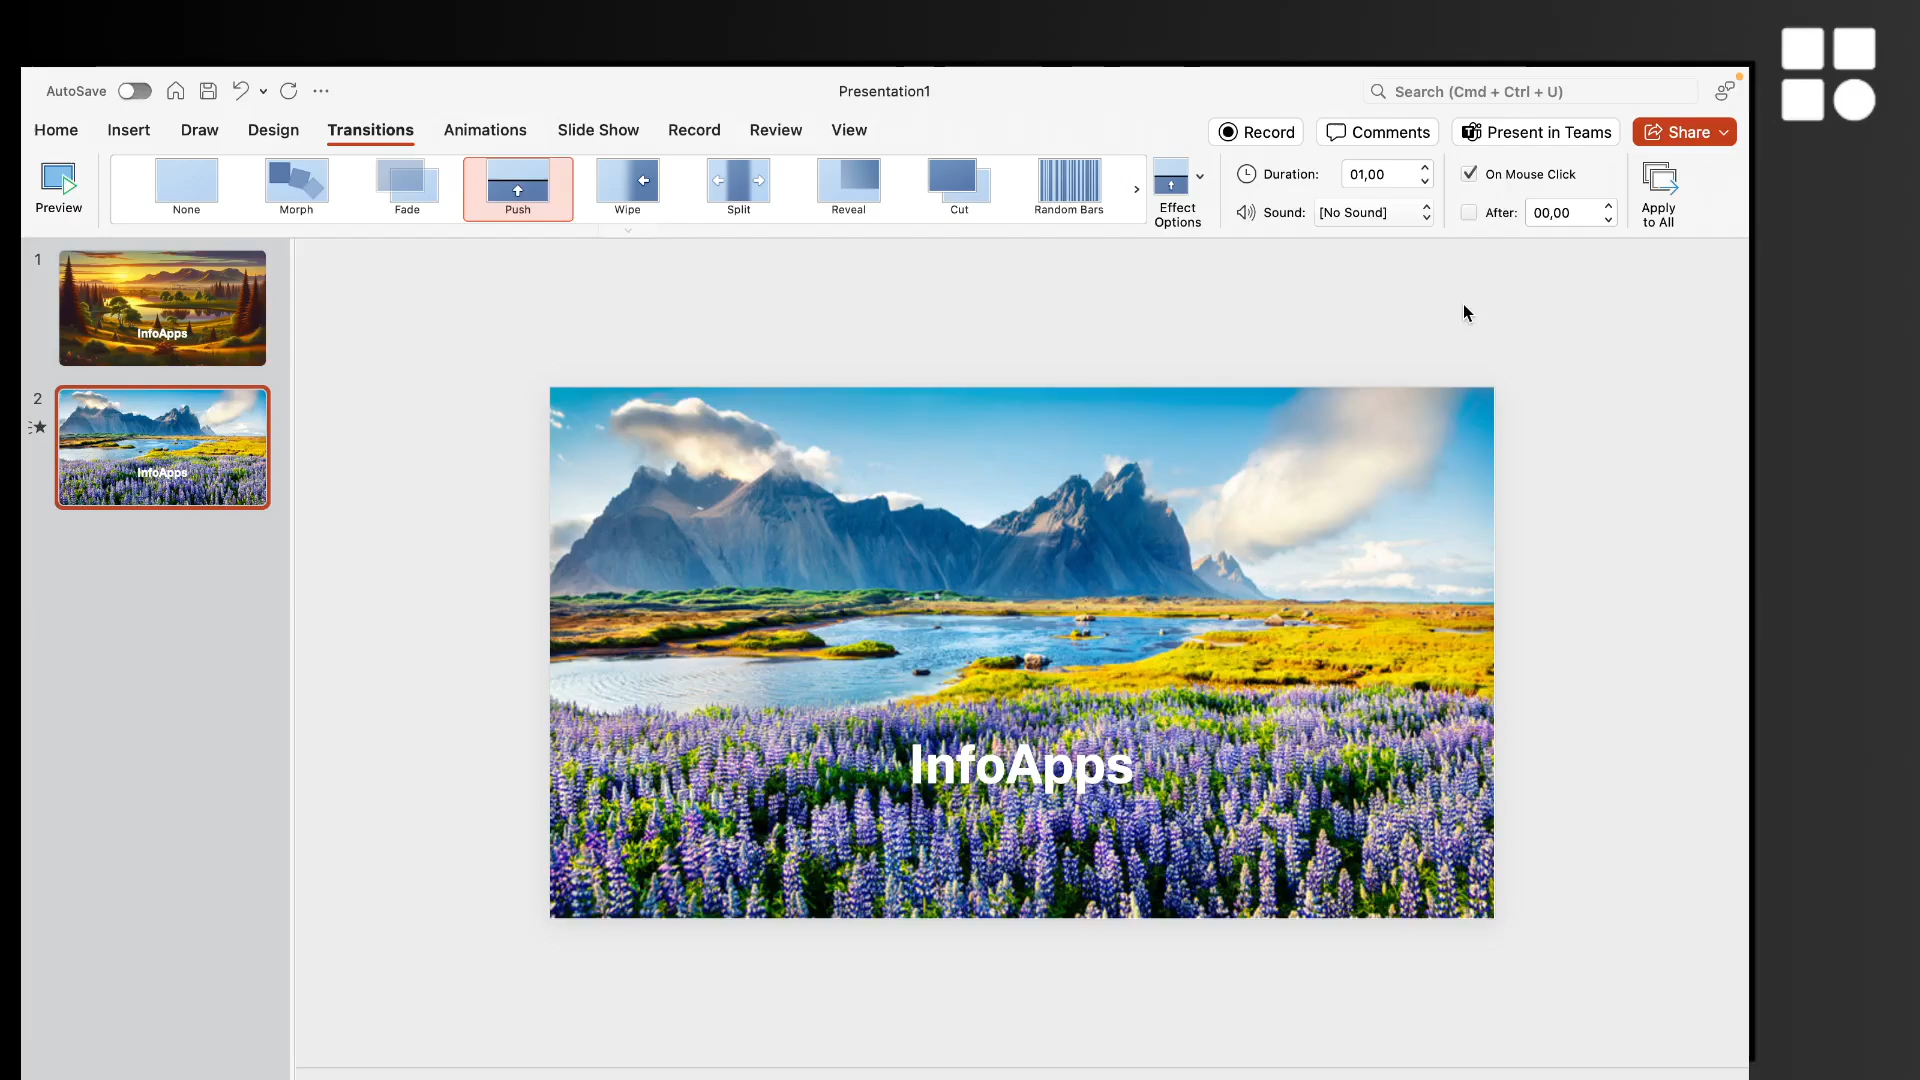 AutoSave
Presentation1
Search (Cmd + Ctrl + U)
Home Insert Draw Design Transitions Animations Slide Show Record Review View
Record Comments Present in Teams Share
Preview
None Morph Fade Push Wipe Split Reveal Cut Random Bars
Effect
Options
Duration: 01,00
Sound: [No Sound]
On Mouse Click
After: 00,00
Apply
to All
1
InfoApps
2
InfoApps
InfoApps